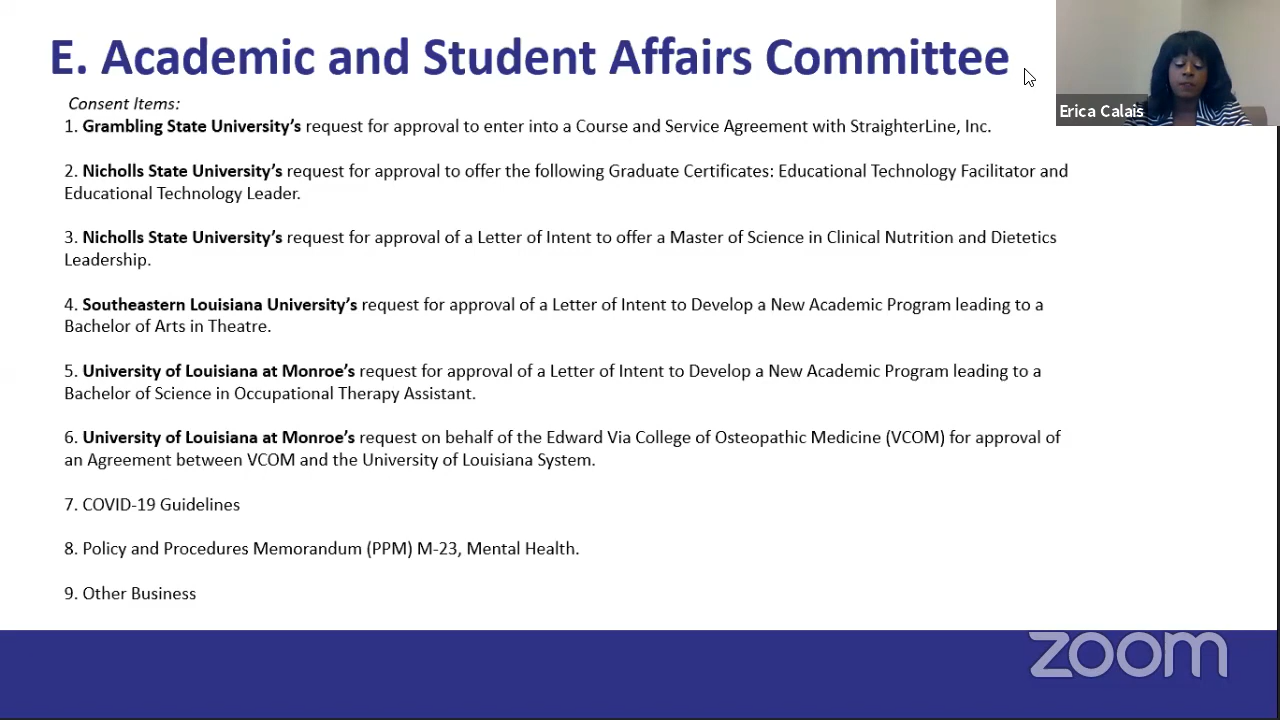 E. Academic and Student Affairs Committee
Erica Calais
Consent Items:
1. Grambling State University’s request for approval to enter into a Course and Service Agreement with StraighterLine, Inc.
2. Nicholls State University’s request for approval to offer the following Graduate Certificates: Educational Technology Facilitator and
Educational Technology Leader.
3. Nicholls State University’s request for approval of a Letter of Intent to offer a Master of Science in Clinical Nutrition and Dietetics
Leadership.
4. Southeastern Louisiana University’s request for approval of a Letter of Intent to Develop a New Academic Program leading to a
Bachelor of Arts in Theatre.
5. University of Louisiana at Monroe’s request for approval of a Letter of Intent to Develop a New Academic Program leading to a
Bachelor of Science in Occupational Therapy Assistant.
6. University of Louisiana at Monroe’s request on behalf of the Edward Via College of Osteopathic Medicine (VCOM) for approval of
an Agreement between VCOM and the University of Louisiana System.
7. COVID-19 Guidelines
8. Policy and Procedures Memorandum (PPM) M-23, Mental Health.
9. Other Business
zoom